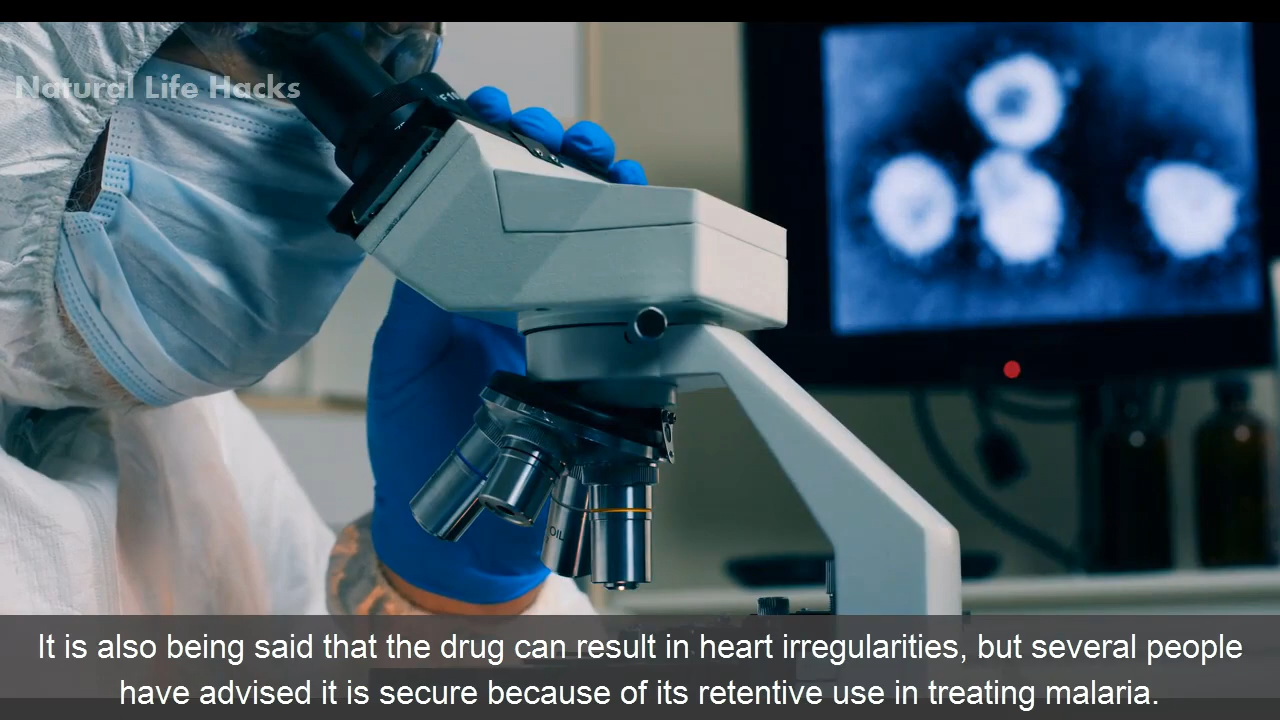 Natural Life Hacks
OIL
It is also being said that the drug can result in heart irregularities, but several people
have advised it is secure because of its retentive use in treating malaria.